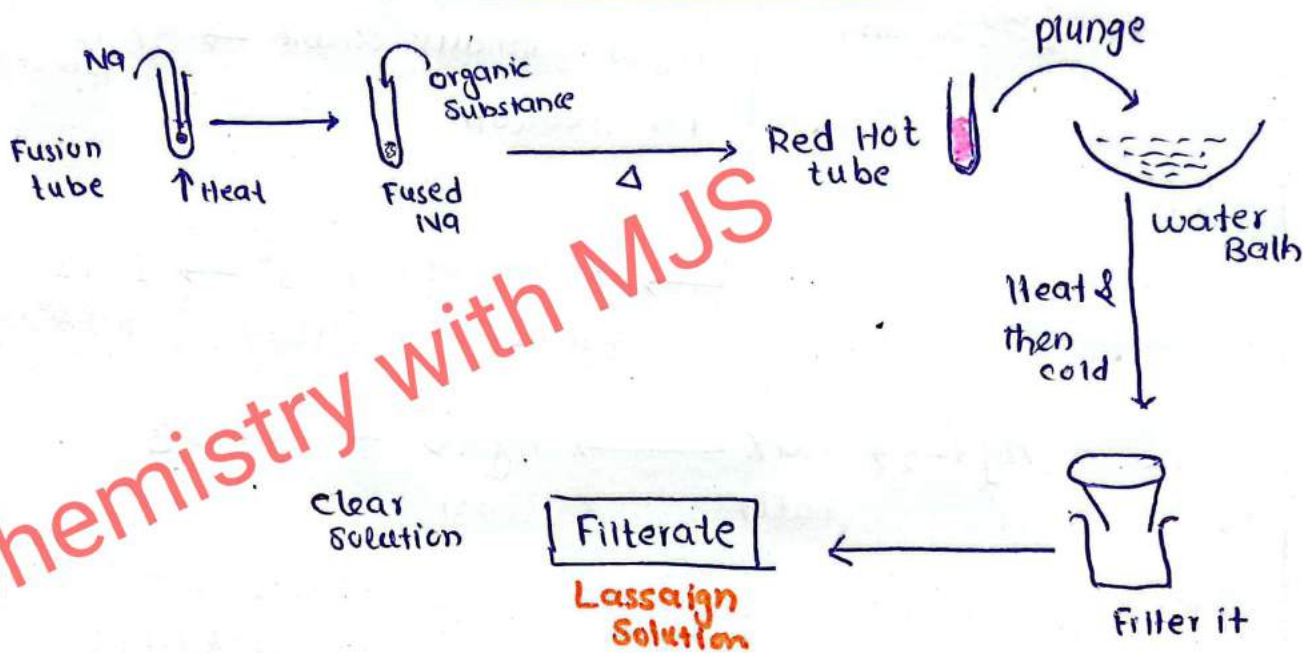 plunge
Na
organic
Substance
Fusion
tube
↑ Heat
Fused
Na
Δ
Red Hot
tube
water
Bath
Heat &
then
cold
hemistry with MJS
clear
Solution
Filterate
Lassaign
Solution
Filter it